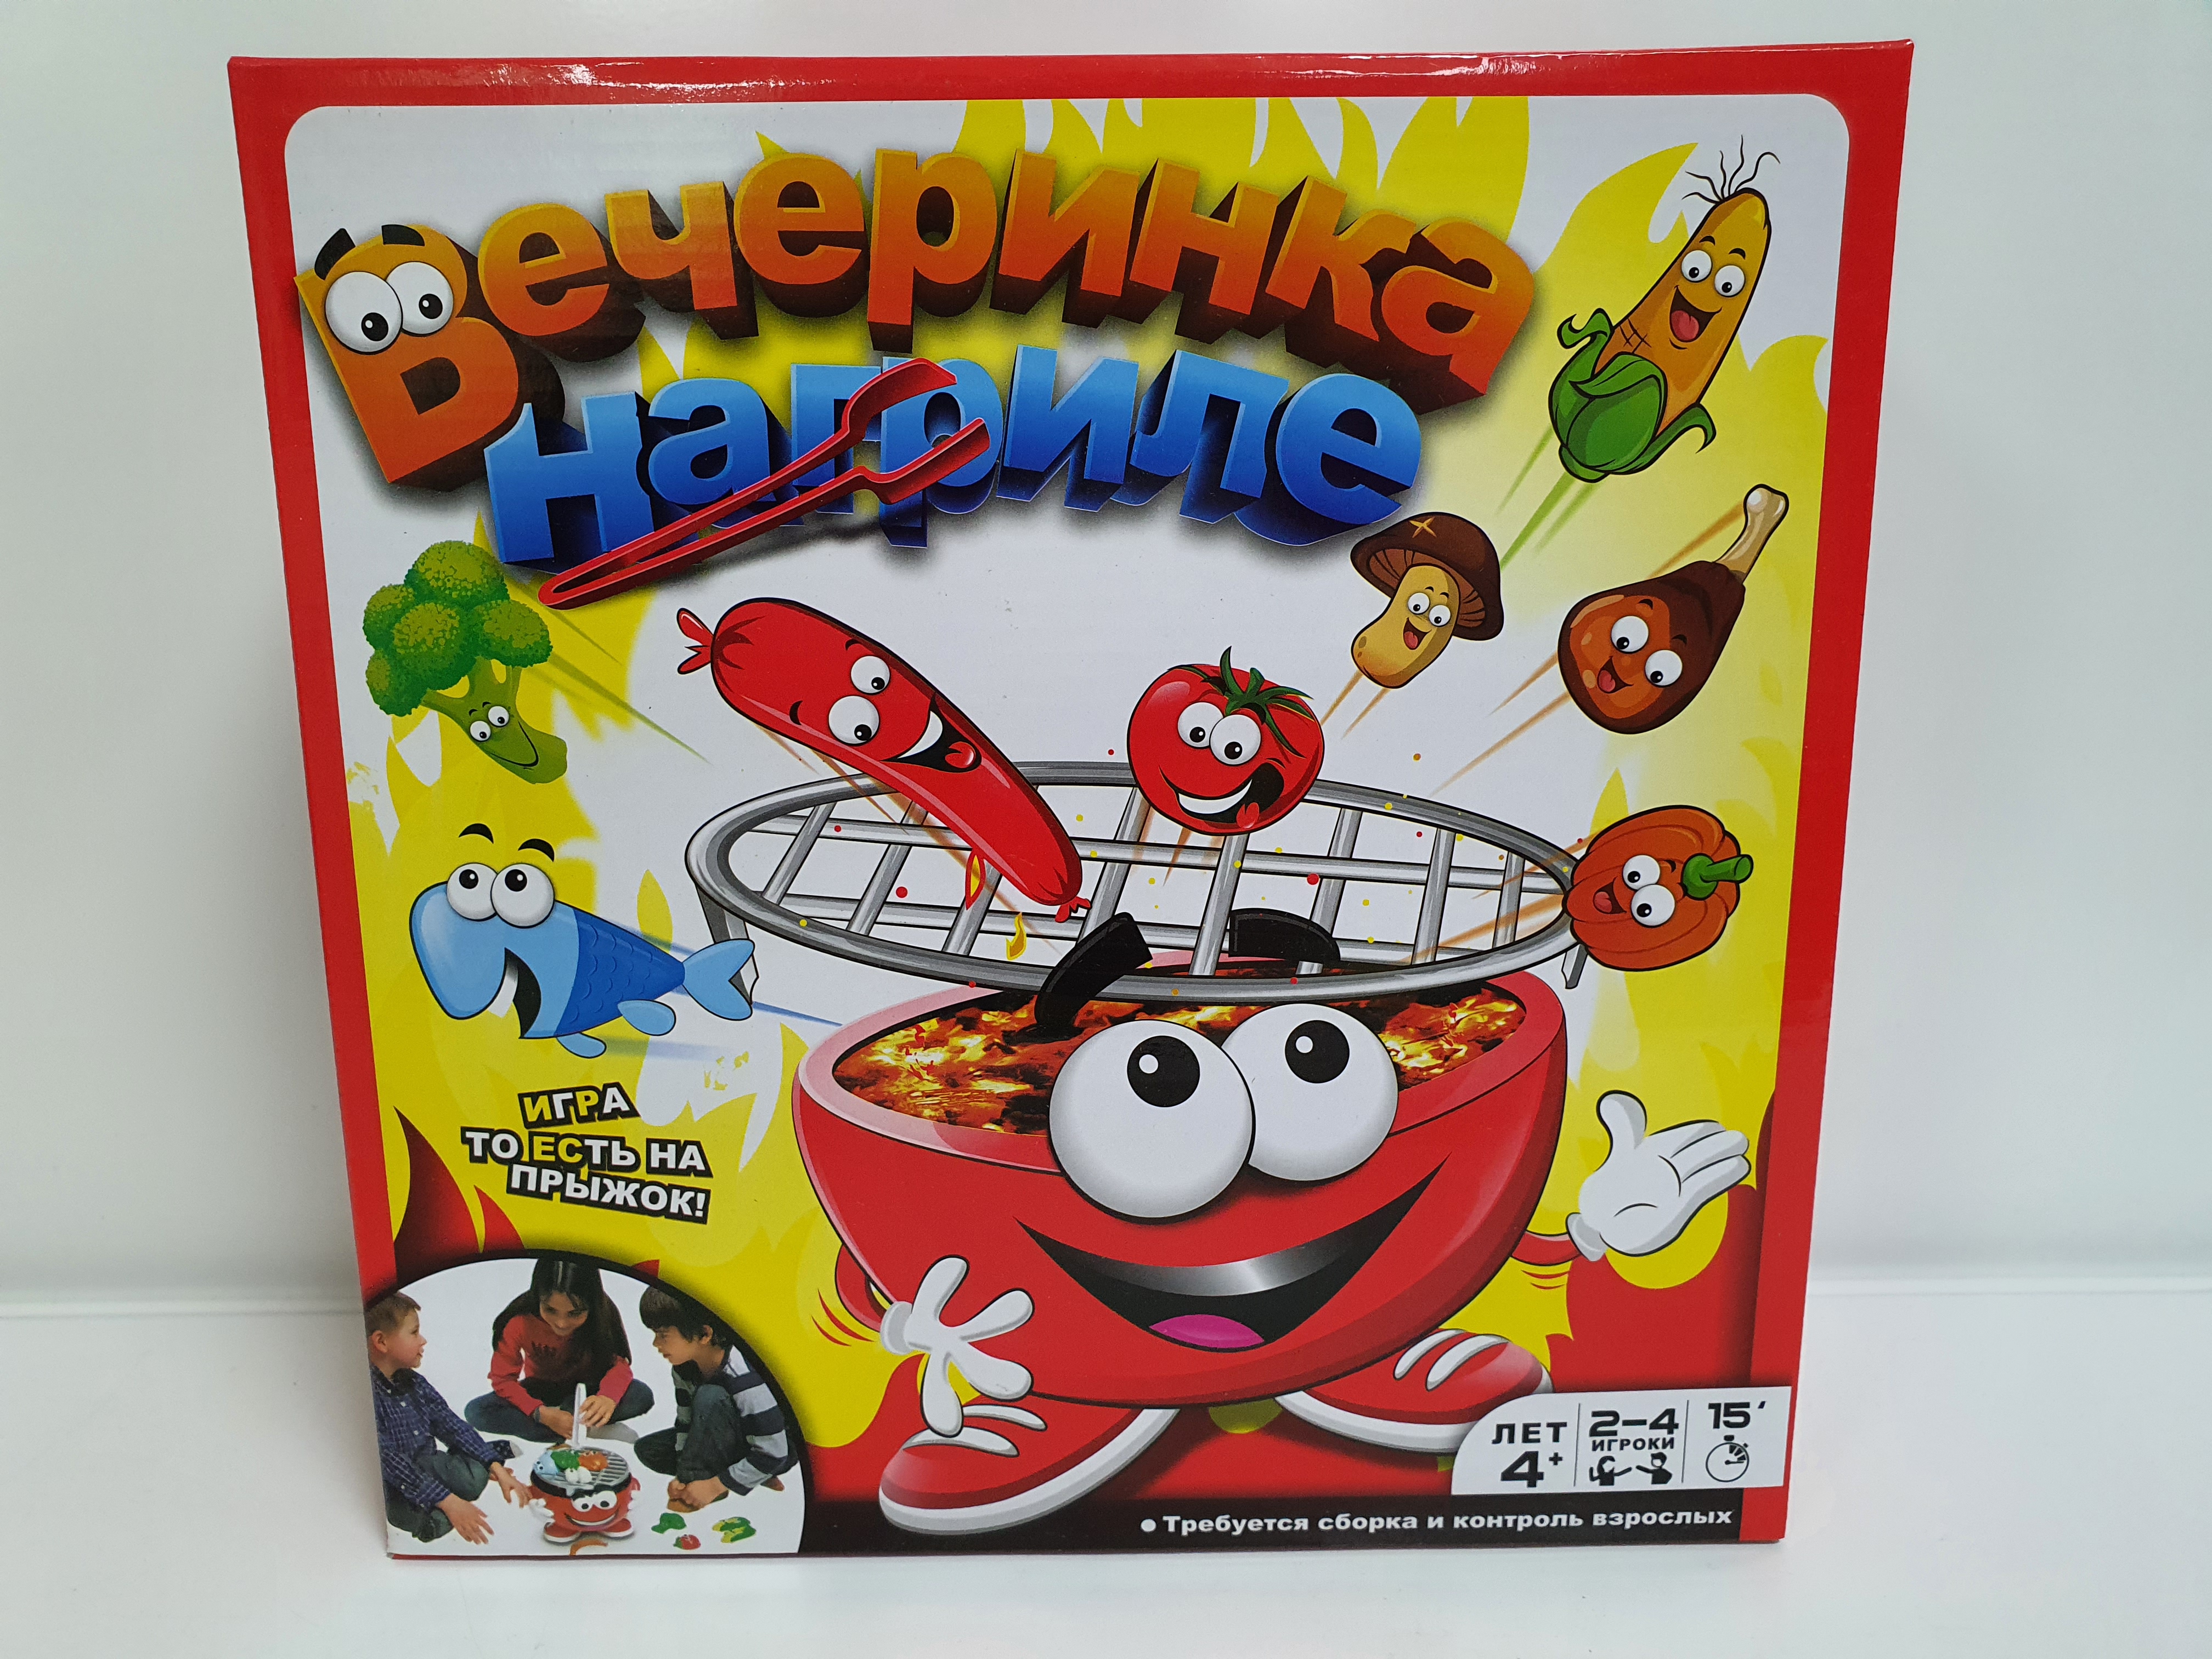 Вечеринка
на гриле
ИГРА
ТО ЕСТЬ НА
ПРЫЖОК!
ЛЕТ
4+
2-4
ИГРОКИ
15'
• Требуется сборка и контроль взрослых